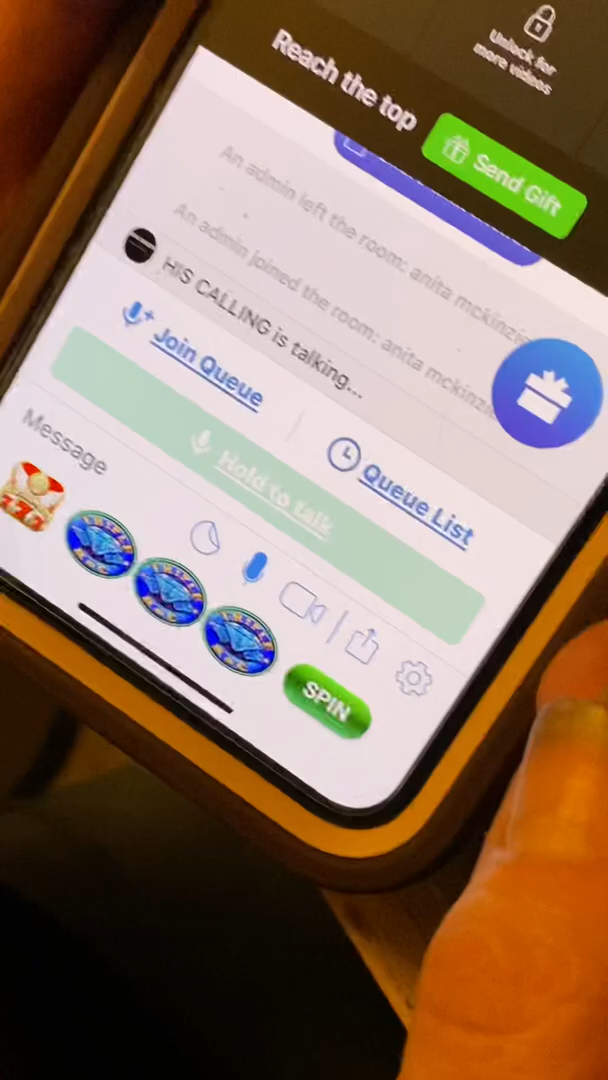 Unlock for
more videos
Reach the top
Send Gift
An admin left the room: anita mckinzie
An admin joined the room: anita mckinzie
HIS CALLING is talking...
Join Queue
Queue List
Hold to talk
Message
SPIN